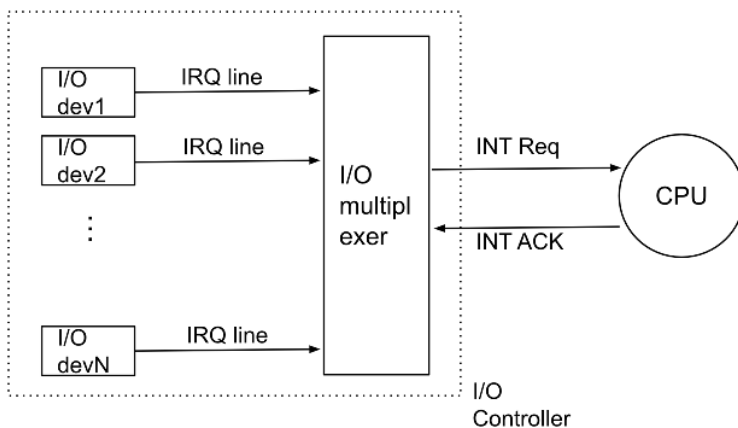 I/O
dev1
IRQ line
I/O
dev2
IRQ line
⋮
I/O
devN
IRQ line
I/O
multipl
exer
INT Req
INT ACK
CPU
I/O
Controller